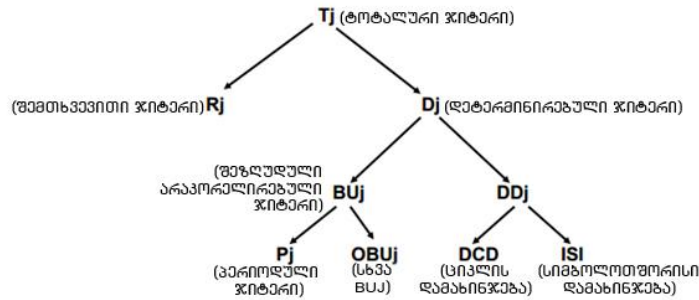 Tj (ტოტალური ჯიტერი)
(შემთხვევითი ჯიტერი) Rj
Dj (დეტერმინირებული ჯიტერი)
(შეზღუდული
არაკორელირებული
ჯიტერი)
BUj
DDj
Pj
(პერიოდული
ჯიტერი)
OBUj
(სხვა
BUJ)
DCD
(ციკლის
დამახინჯება)
ISI
(სიმბოლოთშორისი
დამახინჯება)